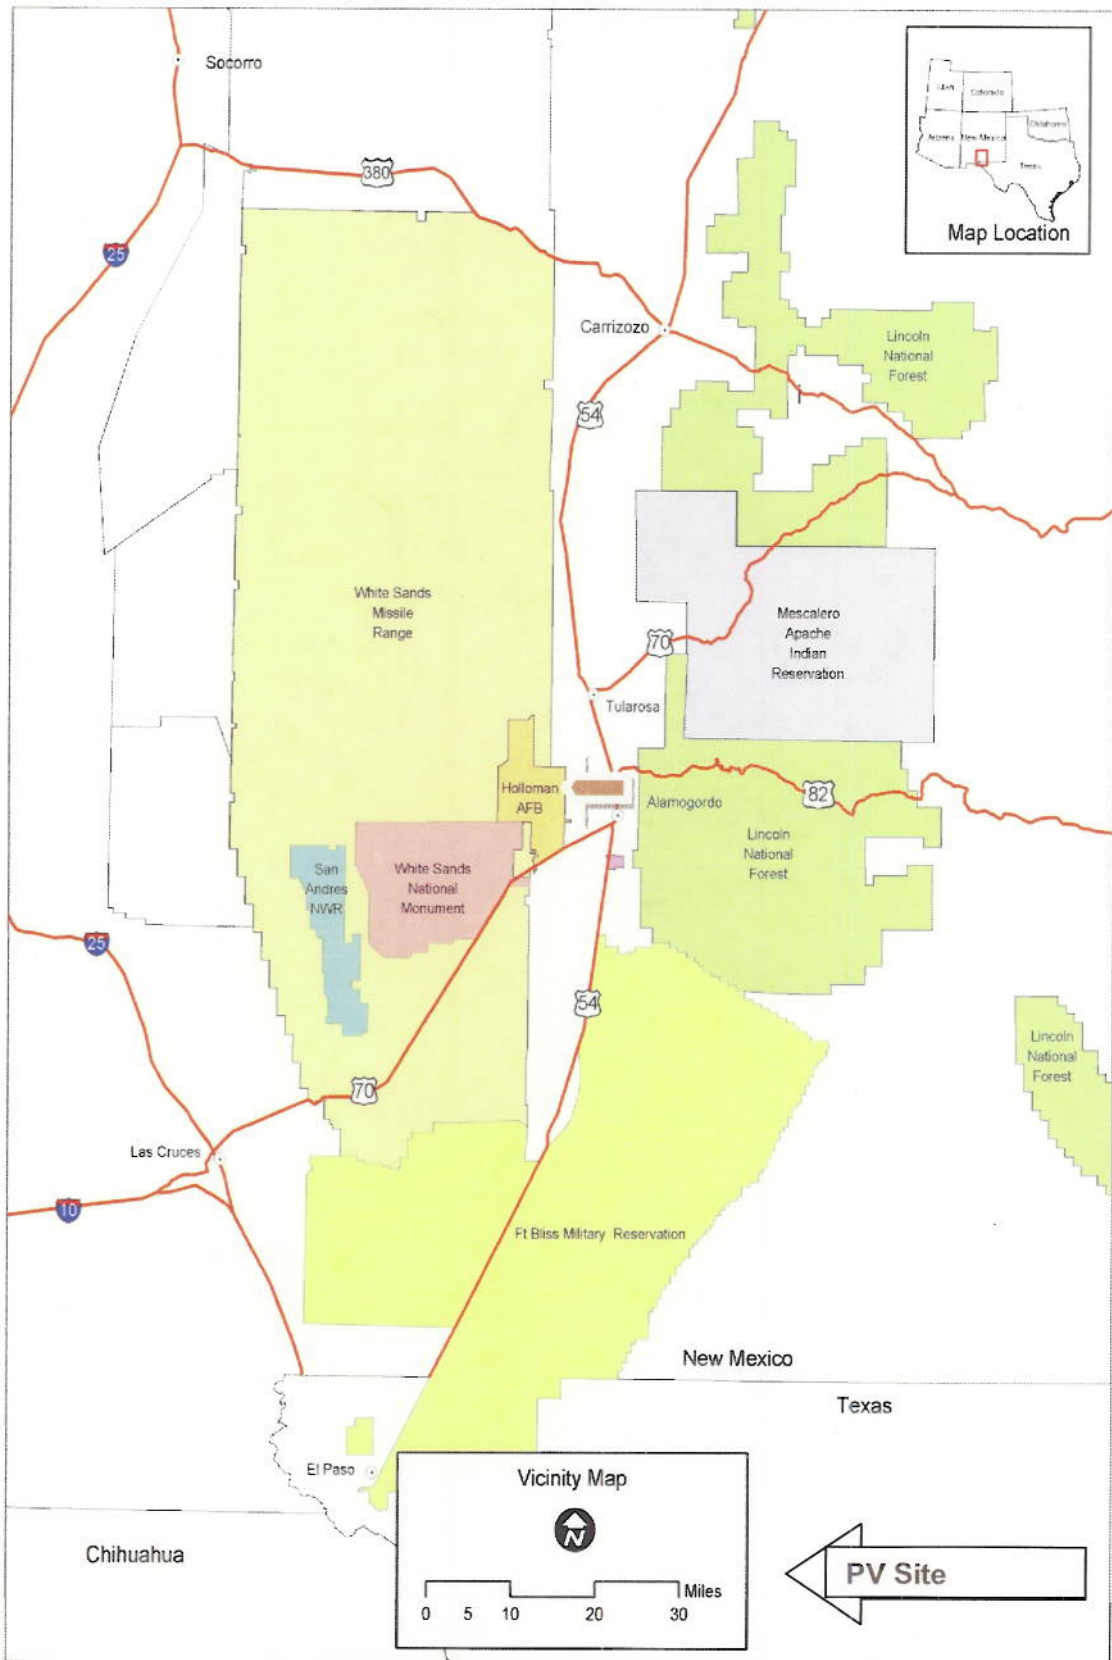 Socorro
380
25
Utah
Colorado
Arizona
New Mexico
Oklahoma
Texas
Map Location
Carrizozo
54
Lincoln
National
Forest
White Sands
Missile
Range
Mescalero
Apache
Indian
Reservation
70
Tularosa
Holloman
AFB
Alamogordo
82
San
Andres
NWR
White Sands
National
Monument
Lincoln
National
Forest
25
54
Lincoln
National
Forest
70
Las Cruces
10
Ft Bliss Military Reservation
New Mexico
Texas
El Paso
Vicinity Map
N
Miles
0 5 10 20 30
Chihuahua
PV Site